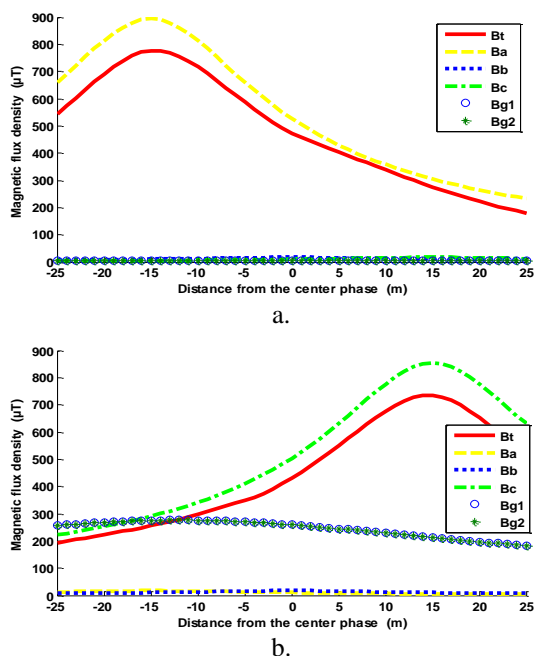 900
800
700
600
500
400
300
200
100
0
Magnetic flux density (µT)
Bt
Ba
Bb
Bc
Bg1
Bg2
-25 -20 -15 -10 -5 0 5 10 15 20 25
Distance from the center phase (m)
a.
900
800
700
600
500
400
300
200
100
0
Magnetic flux density (µT)
Bt
Ba
Bb
Bc
Bg1
Bg2
-25 -20 -15 -10 -5 0 5 10 15 20 25
Distance from the center phase (m)
b.